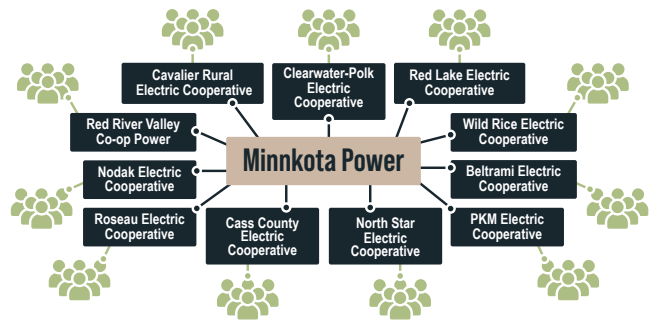 Cavalier Rural
Electric Cooperative
Clearwater-Polk
Electric
Cooperative
Red Lake Electric
Cooperative
Red River Valley
Co-op Power
Wild Rice Electric
Cooperative
Minnkota Power
Nodak Electric
Cooperative
Beltrami Electric
Cooperative
Roseau Electric
Cooperative
Cass County
Electric
Cooperative
North Star
Electric
Cooperative
PKM Electric
Cooperative